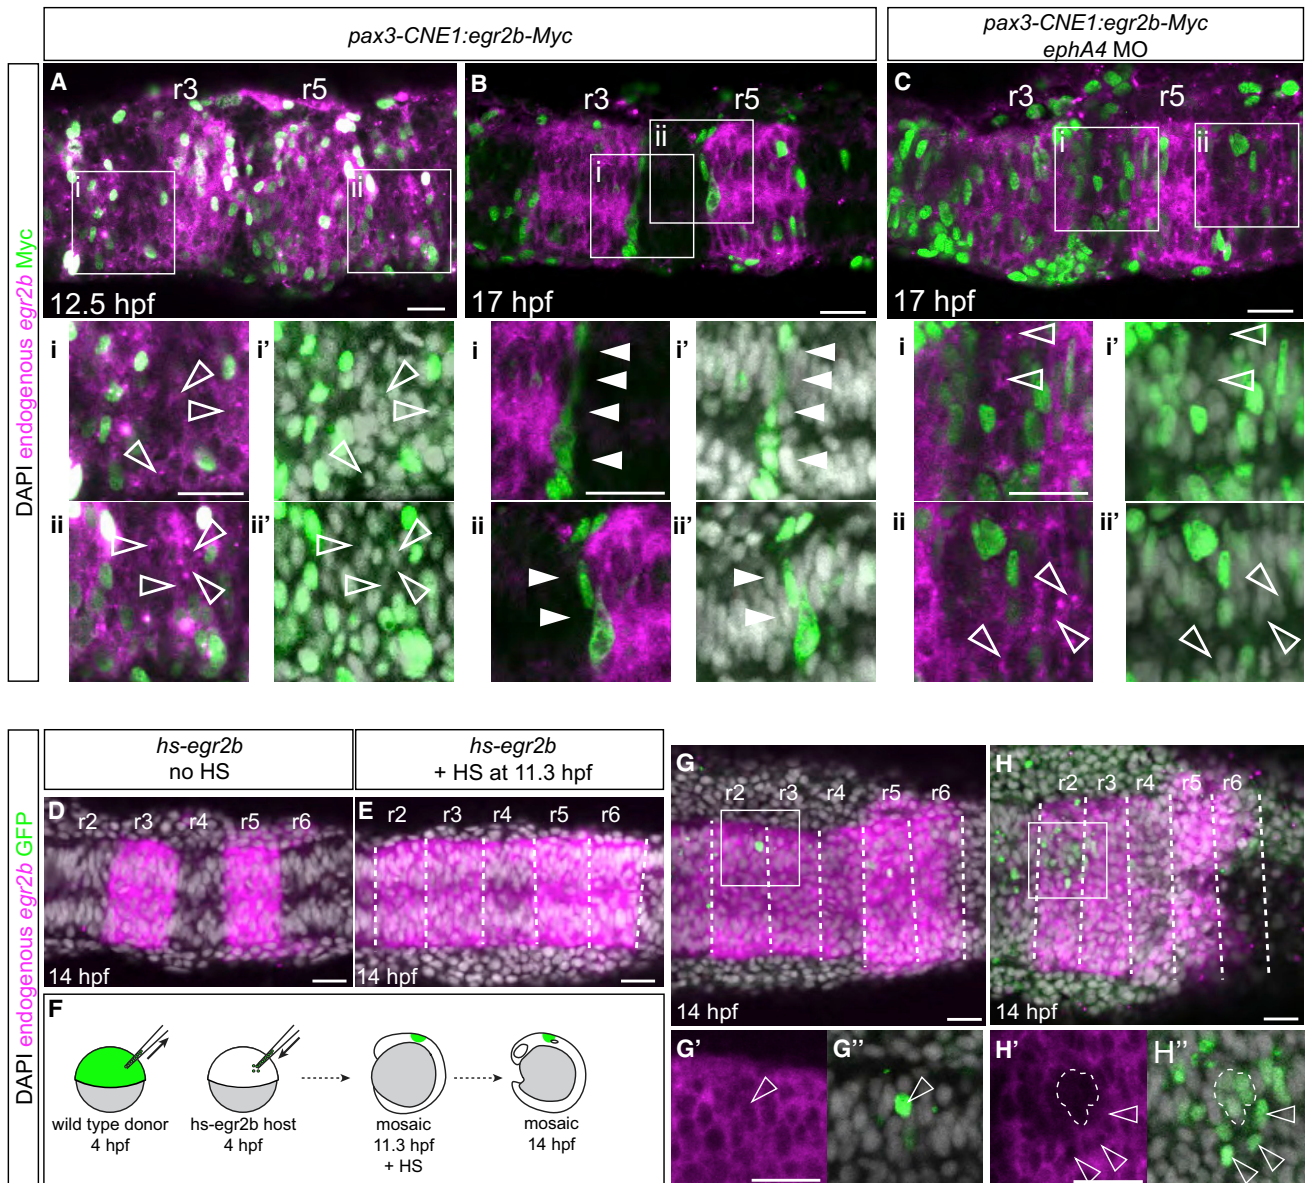 pax3-CNE1:egr2b-Myc
pax3-CNE1:egr2b-Myc
ephA4 MO
DAPI endogenous egr2b Myc
A
r3
r5
i
ii
12.5 hpf
B
r3
r5
i
ii
17 hpf
C
r3
r5
i
ii
17 hpf
i
i'
i
i'
i
i'
ii
ii'
ii
ii'
ii
ii'
hs-egr2b
no HS
hs-egr2b
+ HS at 11.3 hpf
DAPI endogenous egr2b GFP
D
r2
r3
r4
r5
r6
14 hpf
E
r2
r3
r4
r5
r6
14 hpf
G
r2
r3
r4
r5
r6
14 hpf
H
r2
r3
r4
r5
r6
14 hpf
F
wild type donor
4 hpf
hs-egr2b host
4 hpf
mosaic
11.3 hpf
+ HS
mosaic
14 hpf
G'
G''
H'
H''